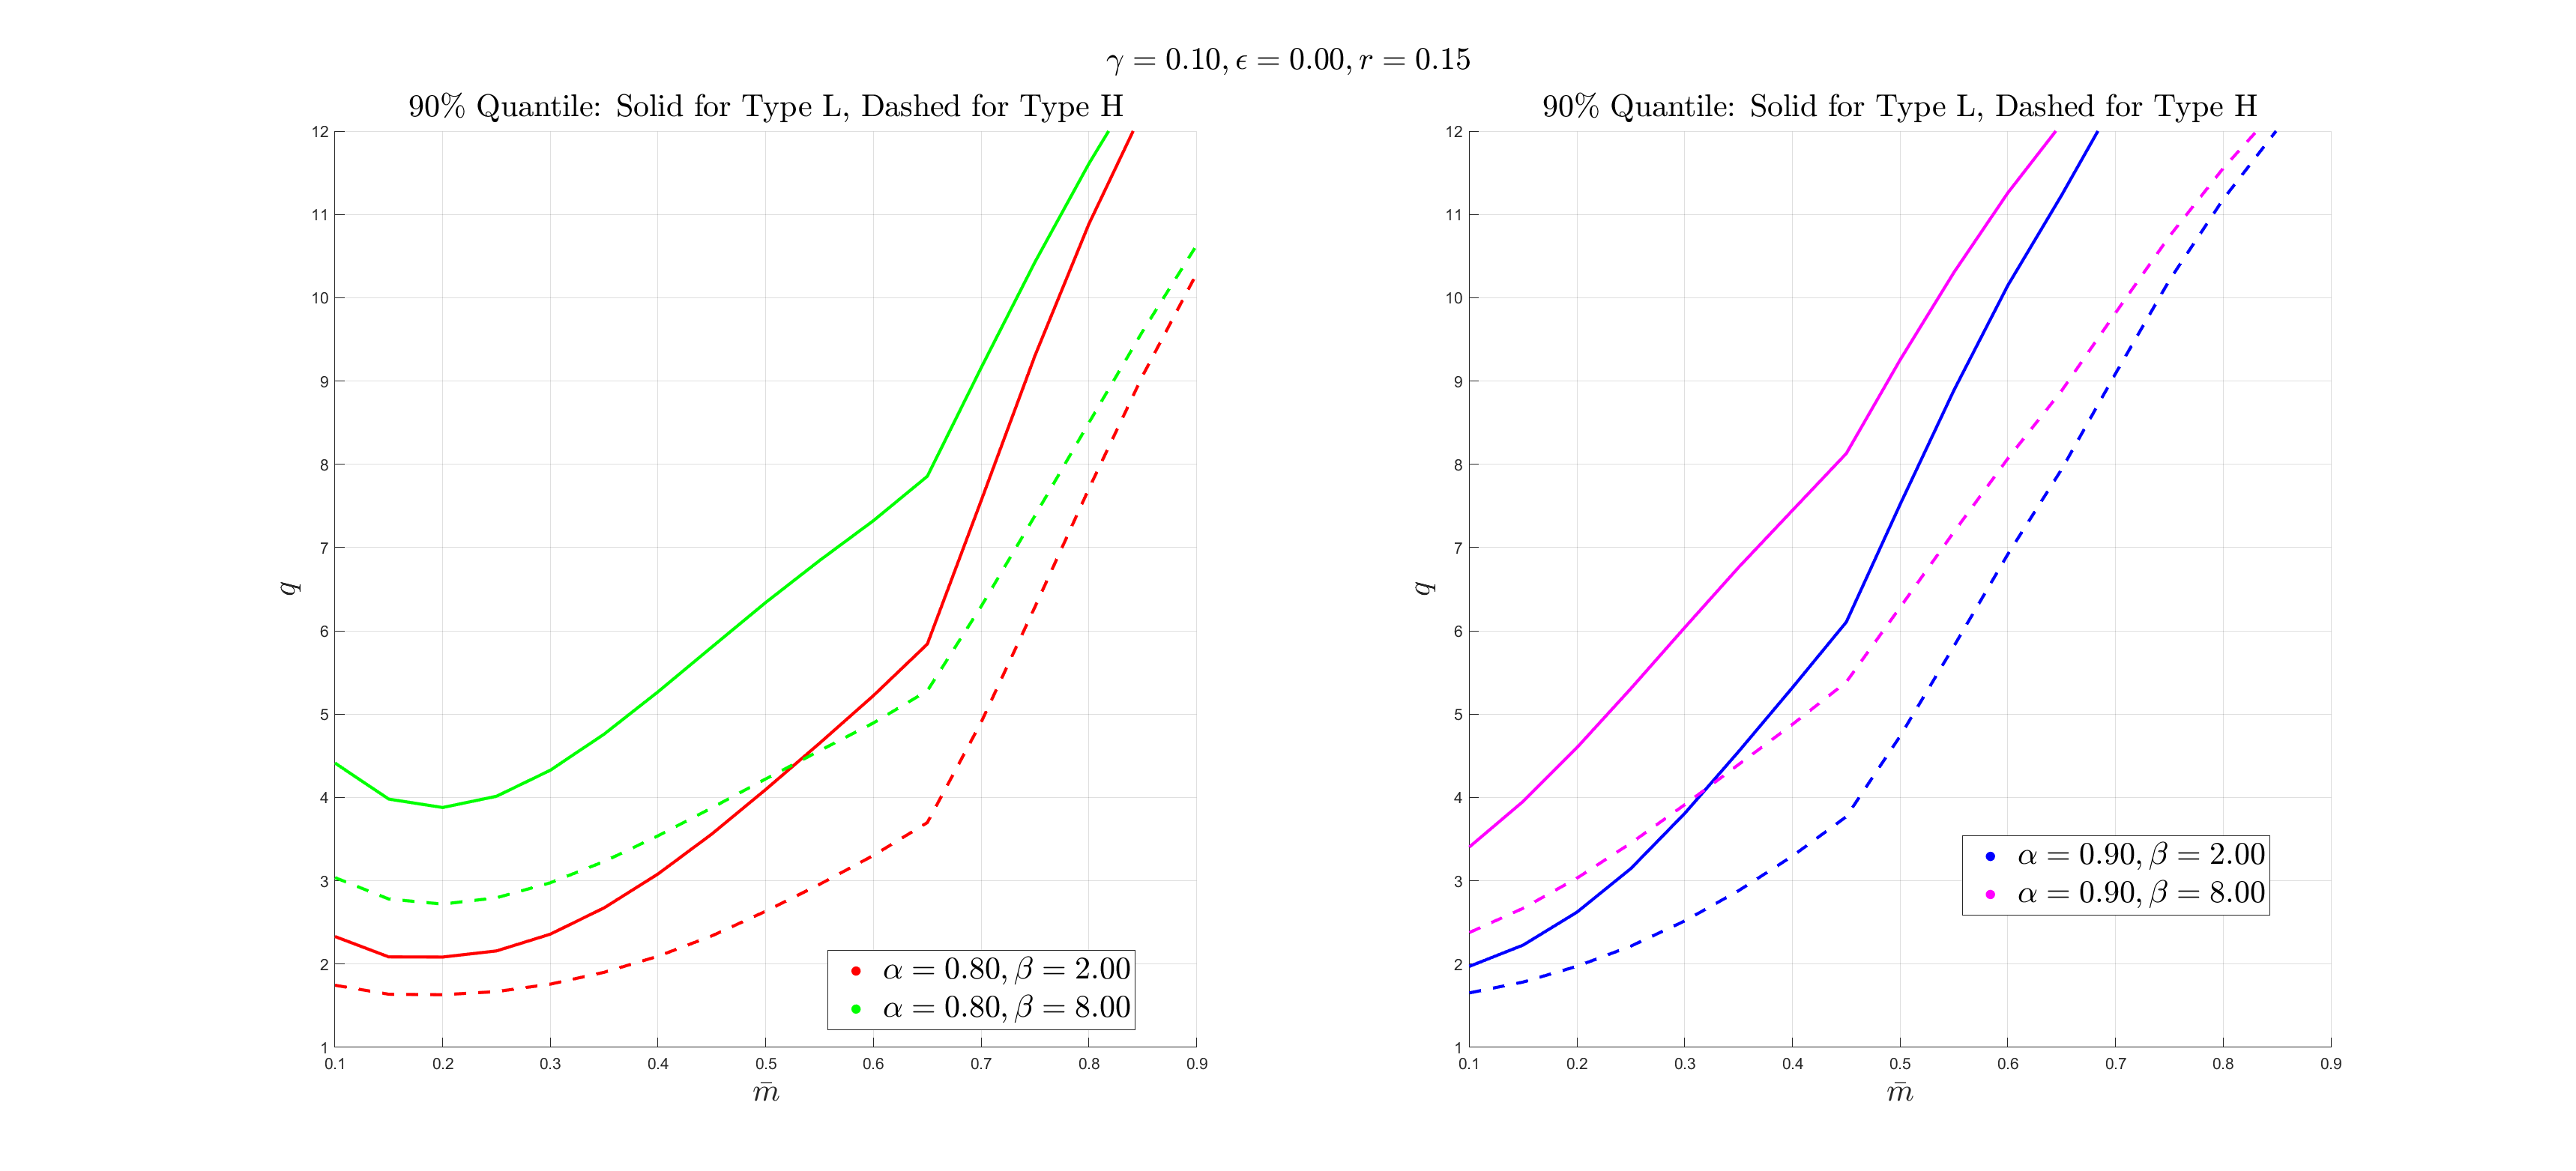 γ = 0.10, ϵ = 0.00, r = 0.15
90% Quantile: Solid for Type L, Dashed for Type H
12
11
10
9
8
7
6
5
4
3
2
1
q
0.1 0.2 0.3 0.4 0.5 0.6 0.7 0.8 0.9
m̄
α = 0.80, β = 2.00
α = 0.80, β = 8.00
90% Quantile: Solid for Type L, Dashed for Type H
12
11
10
9
8
7
6
5
4
3
2
1
q
0.1 0.2 0.3 0.4 0.5 0.6 0.7 0.8 0.9
m̄
α = 0.90, β = 2.00
α = 0.90, β = 8.00